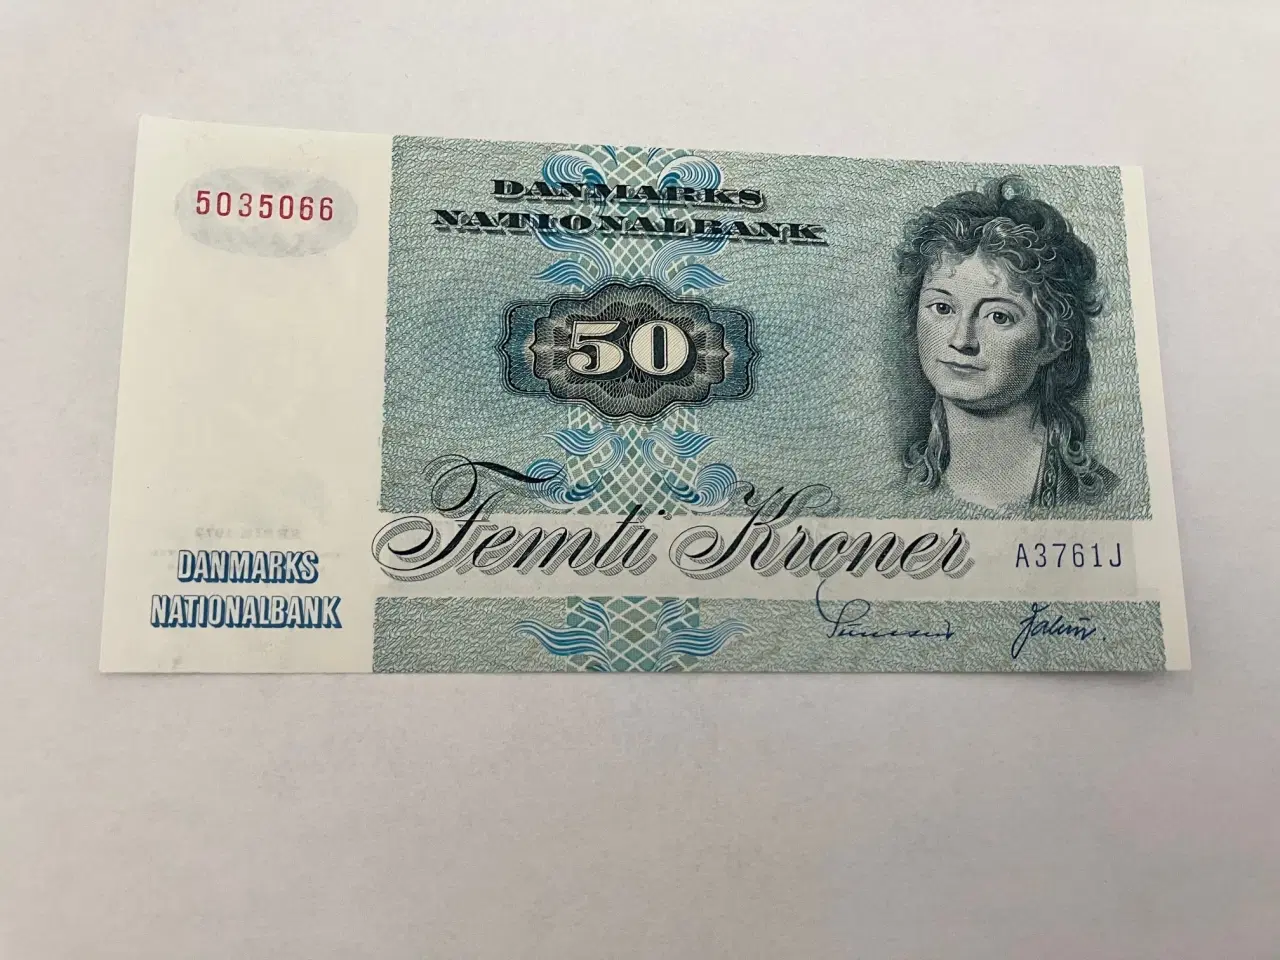 5035066
DANMARKS
NATIONALBANK
50
Femti Kroner
A3761J
DANMARKS
NATIONALBANK